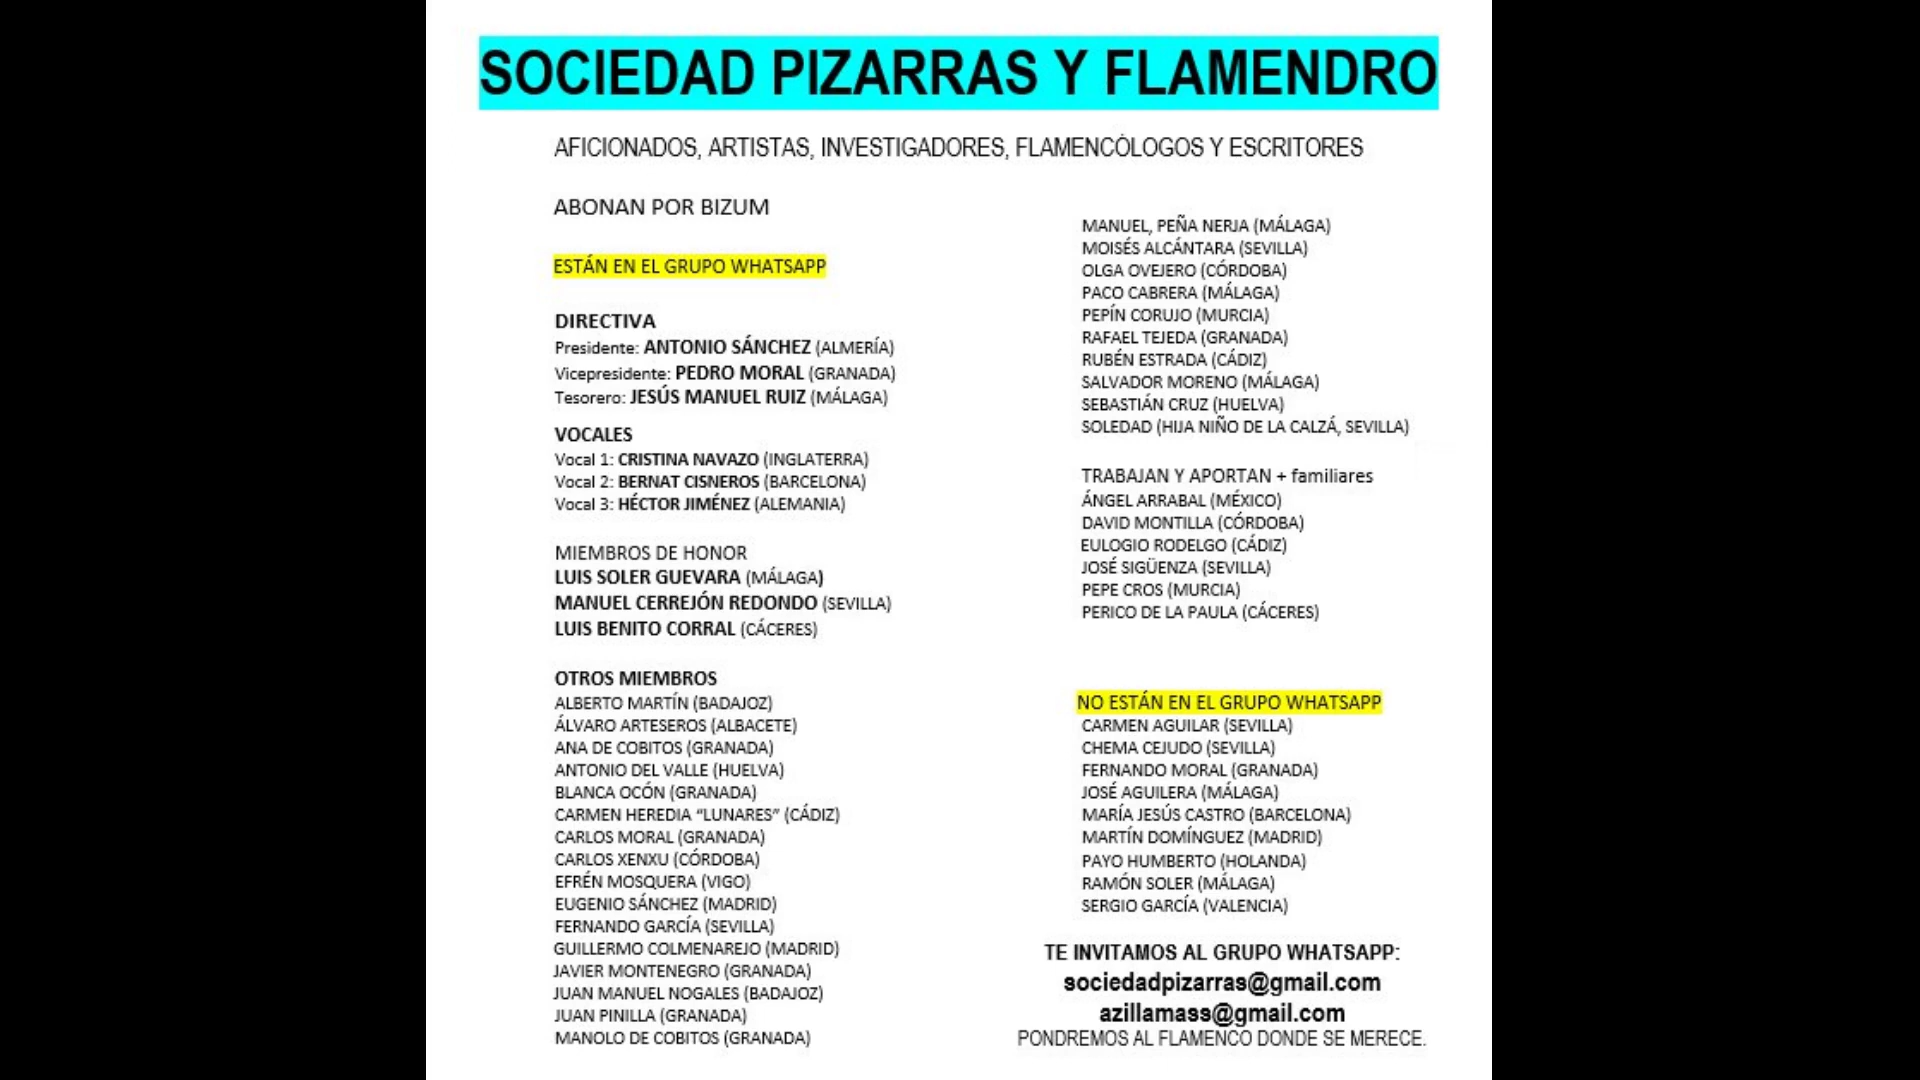 SOCIEDAD PIZARRAS Y FLAMENDRO
AFICIONADOS, ARTISTAS, INVESTIGADORES, FLAMENCÓLOGOS Y ESCRITORES
ABONAN POR BIZUM
ESTÁN EN EL GRUPO WHATSAPP
DIRECTIVA
Presidente: ANTONIO SÁNCHEZ (ALMERÍA)
Vicepresidente: PEDRO MORAL (GRANADA)
Tesorero: JESÚS MANUEL RUIZ (MÁLAGA)
VOCALES
Vocal 1: CRISTINA NAVAZO (INGLATERRA)
Vocal 2: BERNAT CISNEROS (BARCELONA)
Vocal 3: HÉCTOR JIMÉNEZ (ALEMANIA)
MIEMBROS DE HONOR
LUIS SOLER GUEVARA (MÁLAGA)
MANUEL CERREJÓN REDONDO (SEVILLA)
LUIS BENITO CORRAL (CÁCERES)
OTROS MIEMBROS
ALBERTO MARTÍN (BADAJOZ)
ÁLVARO ARTESEROS (ALBACETE)
ANA DE COBITOS (GRANADA)
ANTONIO DEL VALLE (HUELVA)
BLANCA OCÓN (GRANADA)
CARMEN HEREDIA “LUNARES” (CÁDIZ)
CARLOS MORAL (GRANADA)
CARLOS XENXU (CÓRDOBA)
EFRÉN MOSQUERA (VIGO)
EUGENIO SÁNCHEZ (MADRID)
FERNANDO GARCÍA (SEVILLA)
GUILLERMO COLMENAREJO (MADRID)
JAVIER MONTENEGRO (GRANADA)
JUAN MANUEL NOGALES (BADAJOZ)
JUAN PINILLA (GRANADA)
MANOLO DE COBITOS (GRANADA)
MANUEL, PEÑA NERJA (MÁLAGA)
MOISÉS ALCÁNTARA (SEVILLA)
OLGA OVEJERO (CÓRDOBA)
PACO CABRERA (MÁLAGA)
PEPÍN CORUJO (MURCIA)
RAFAEL TEJEDA (GRANADA)
RUBÉN ESTRADA (CÁDIZ)
SALVADOR MORENO (MÁLAGA)
SEBASTIÁN CRUZ (HUELVA)
SOLEDAD (HIJA NIÑO DE LA CALZÁ, SEVILLA)
TRABAJAN Y APORTAN + familiares
ÁNGEL ARRABAL (MÉXICO)
DAVID MONTILLA (CÓRDOBA)
EULOGIO RODELGO (CÁDIZ)
JOSÉ SIGÜENZA (SEVILLA)
PEPE CROS (MURCIA)
PERICO DE LA PAULA (CÁCERES)
NO ESTÁN EN EL GRUPO WHATSAPP
CARMEN AGUILAR (SEVILLA)
CHEMA CEJUDO (SEVILLA)
FERNANDO MORAL (GRANADA)
JOSÉ AGUILERA (MÁLAGA)
MARÍA JESÚS CASTRO (BARCELONA)
MARTÍN DOMÍNGUEZ (MADRID)
PAYO HUMBERTO (HOLANDA)
RAMÓN SOLER (MÁLAGA)
SERGIO GARCÍA (VALENCIA)
TE INVITAMOS AL GRUPO WHATSAPP:
sociedadpizarras@gmail.com
azillamass@gmail.com
PONDREMOS AL FLAMENCO DONDE SE MERECE.